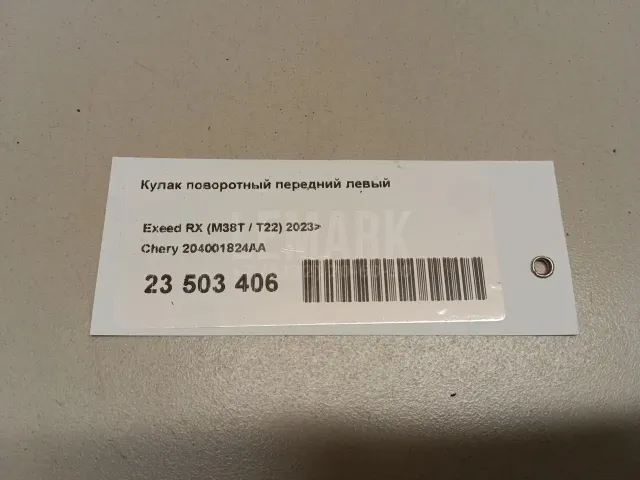 Кулак поворотный передний левый
Exeed RX (M38T / T22) 2023>
Chery 204001824AA
23 503 406